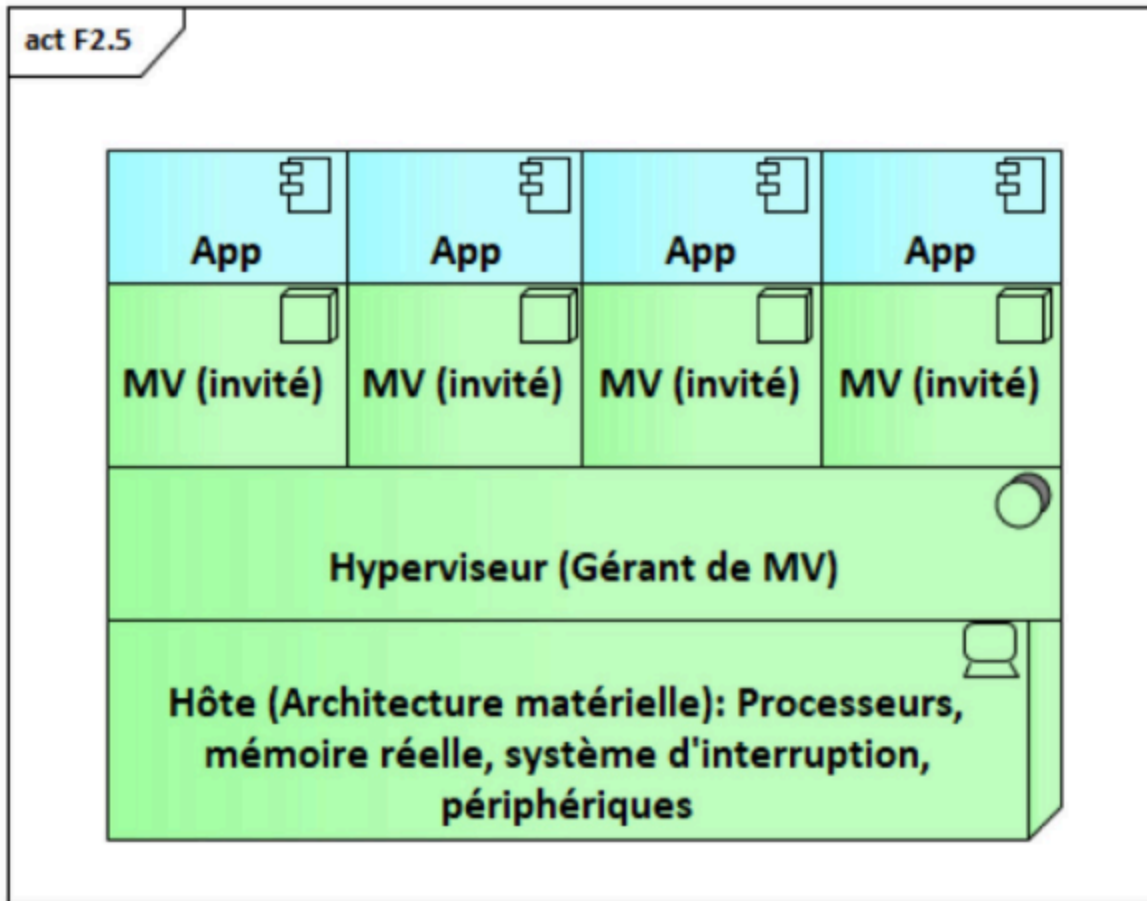 act F2.5
App
App
App
App
MV (invité)
MV (invité)
MV (invité)
MV (invité)
Hyperviseur (Gérant de MV)
Hôte (Architecture matérielle): Processeurs,
mémoire réelle, système d'interruption,
périphériques